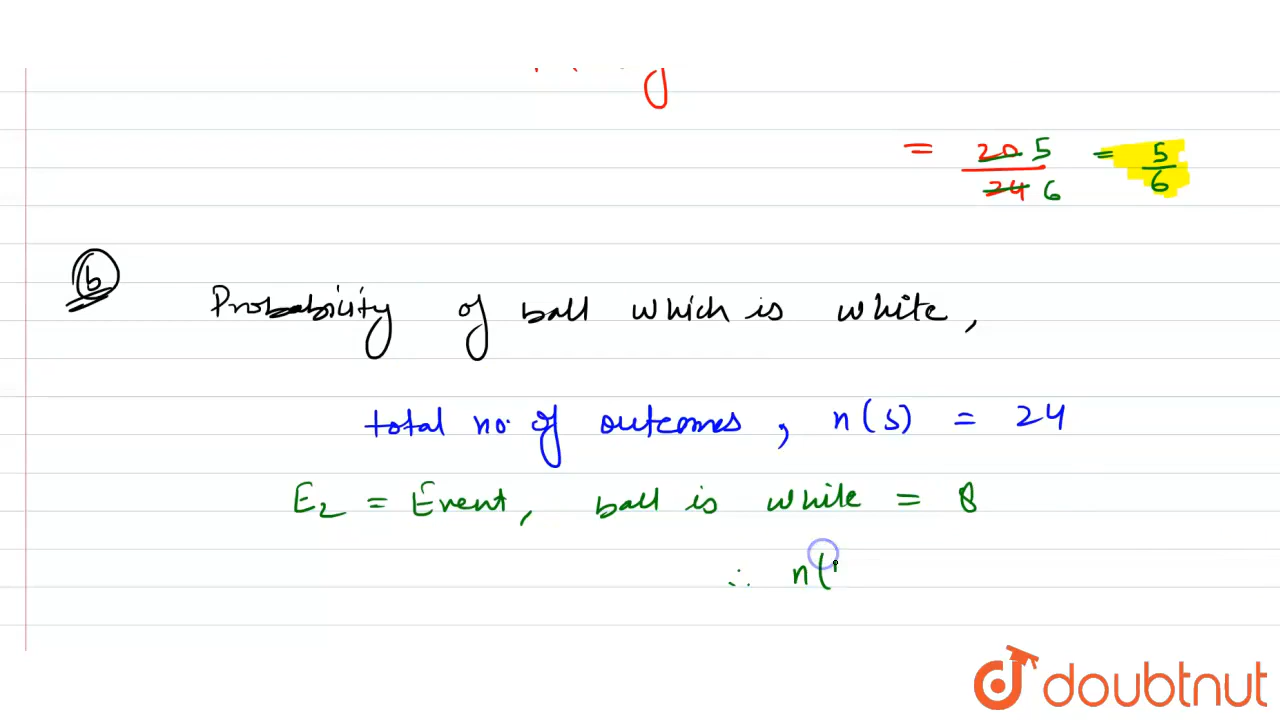 = 20 5 / 24 6 = 5/6
b
Probability of ball which is white,
total no. of outcomes, n(s) = 24
E2 = Event, ball is white = 8
∴ n(
doubtnut